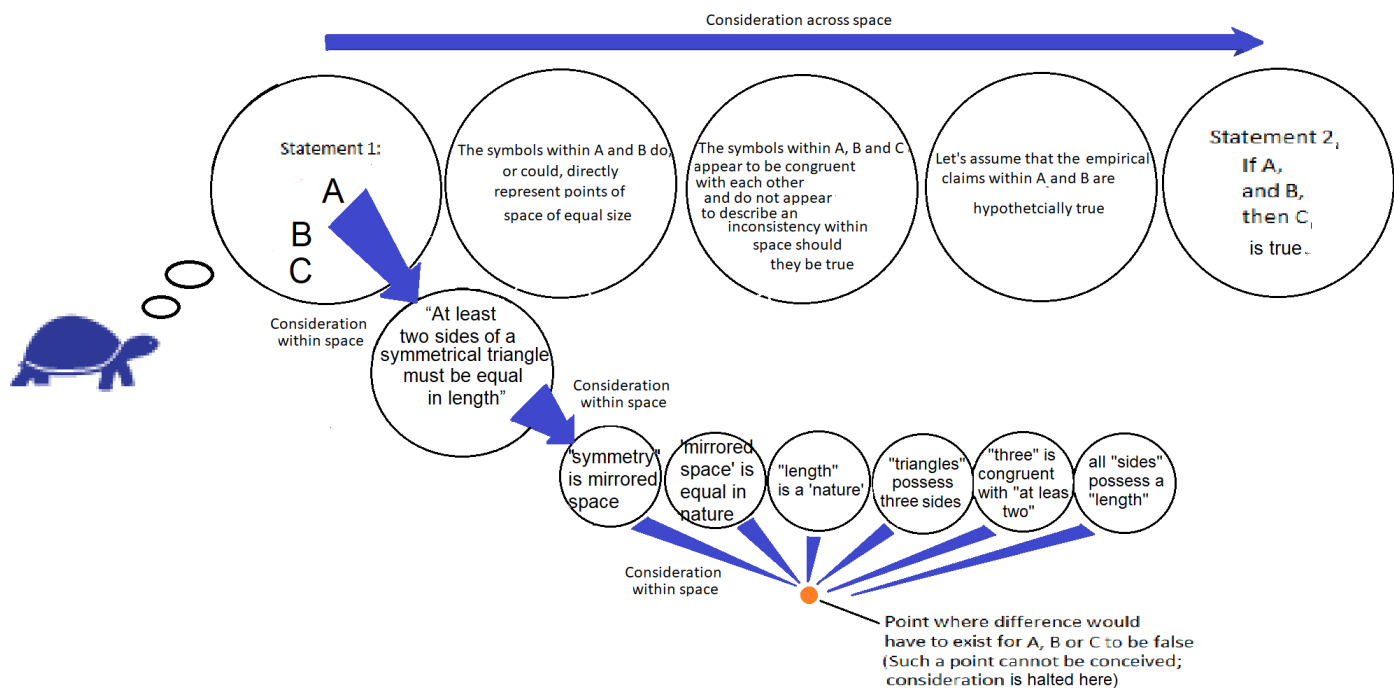 Consideration across space
Statement 1:
A
B
C
The symbols within A and B do,
or could, directly
represent points of
space of equal size
The symbols within A, B and C
appear to be congruent
with each other
and do not appear
to describe an
inconsistency within
space should
they be true
Let's assume that the empirical
claims within A and B are
hypothetcially true
Statement 2,
If A,
and B,
then C,
is true.
Consideration
within space
“At least
two sides of a
symmetrical triangle
must be equal
in length”
Consideration
within space
"symmetry"
is mirrored
space
'mirrored
space' is
equal in
nature
"length"
is a 'nature'
"triangles"
possess
three sides
"three" is
congruent
with "at leas
two"
all "sides"
possess a
"length"
Consideration
within space
Point where difference would
have to exist for A, B or C to be false
(Such a point cannot be conceived;
consideration is halted here)